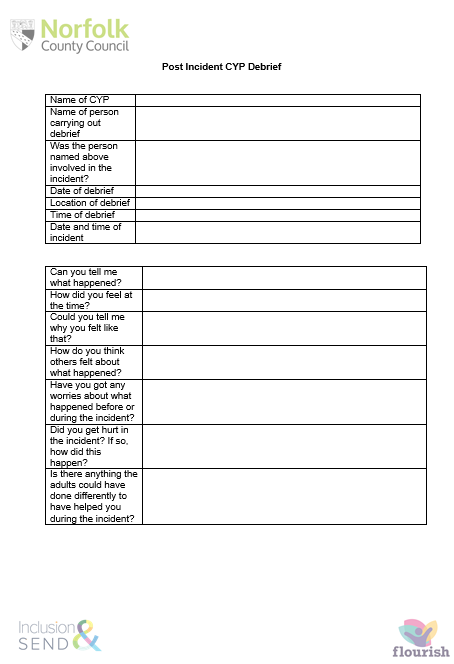 Norfolk
County Council
Post Incident CYP Debrief
Name of CYP
Name of person
carrying out
debrief
Was the person
named above
involved in the
incident?
Date of debrief
Location of debrief
Time of debrief
Date and time of
incident
Can you tell me
what happened?
How did you feel at
the time?
Could you tell me
why you felt like
that?
How do you think
others felt about
what happened?
Have you got any
worries about what
happened before or
during the incident?
Did you get hurt in
the incident? If so,
how did this
happen?
Is there anything the
adults could have
done differently to
have helped you
during the incident?
Inclusion &
SEND
flourish